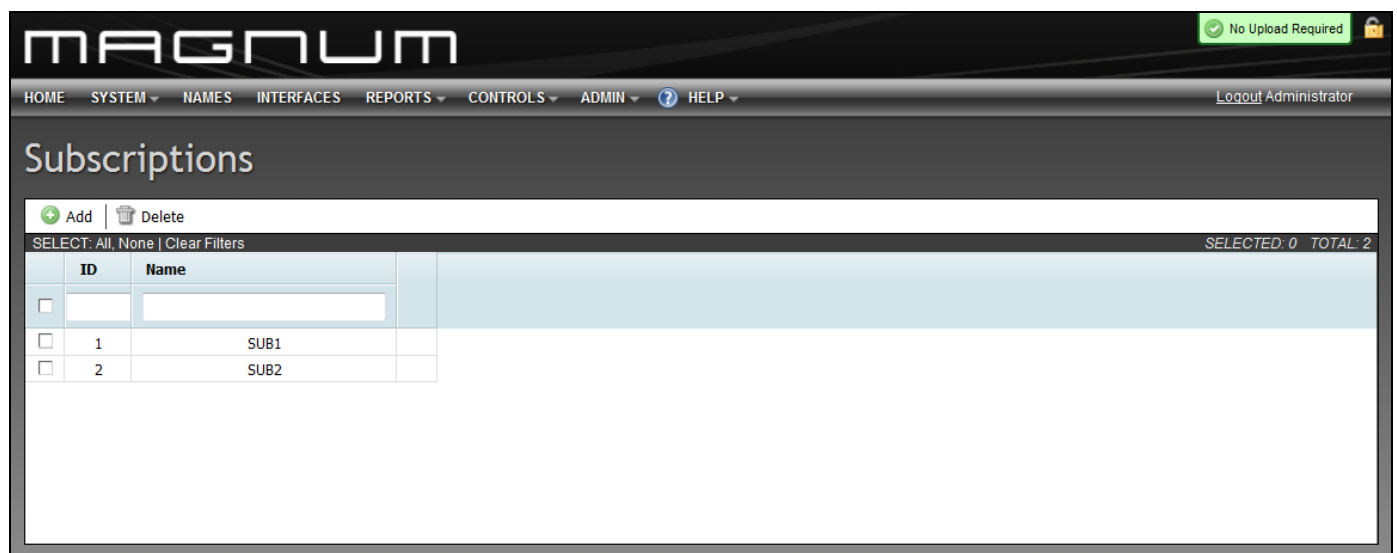 MAGNUM
No Upload Required
HOME SYSTEM NAMES INTERFACES REPORTS CONTROLS ADMIN ? HELP Logout Administrator
Subscriptions
Add | Delete
SELECT: All, None | Clear Filters SELECTED: 0 TOTAL: 2
ID Name
1 SUB1
2 SUB2